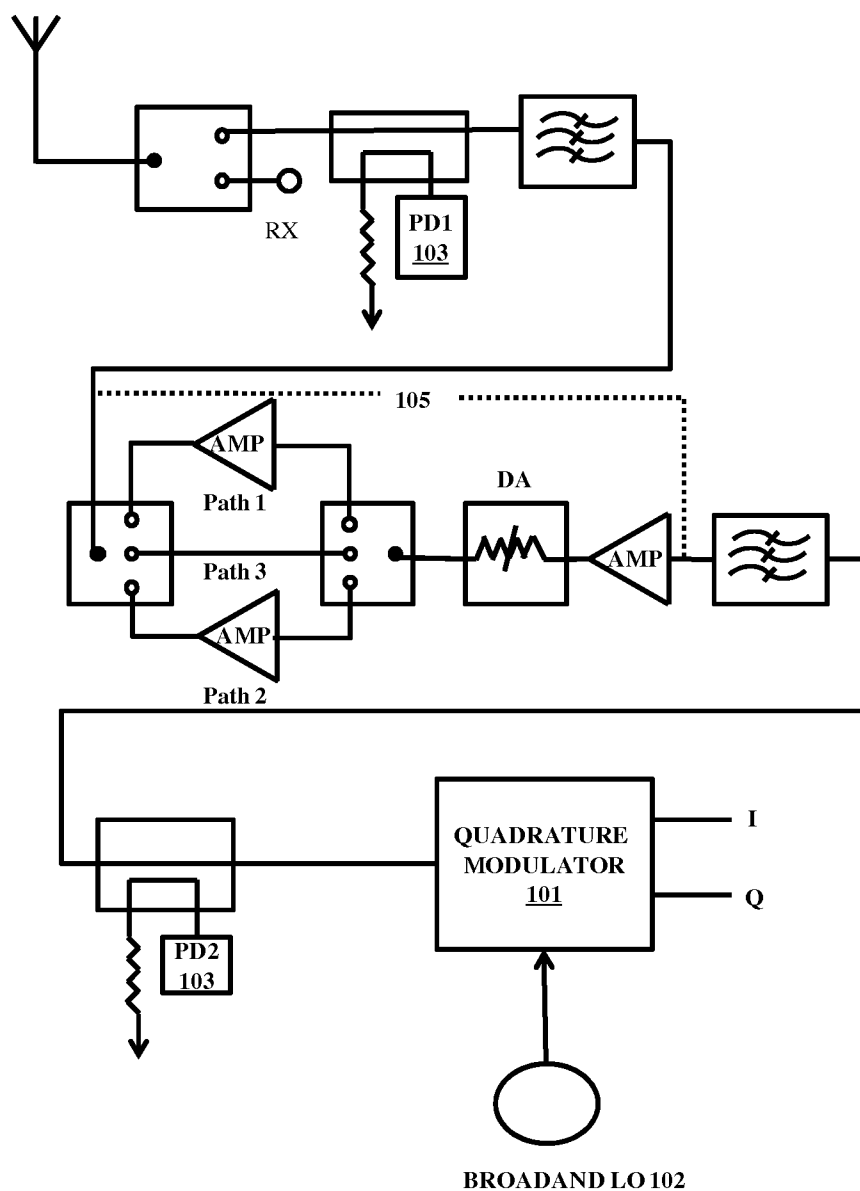 RX
PD1
103
105
AMP
Path 1
DA
Path 3
AMP
AMP
Path 2
QUADRATURE
MODULATOR
101
I
Q
PD2
103
BROADAND LO 102